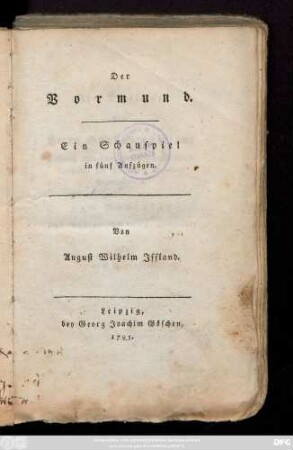 Der
Vormund.
Ein Schauspiel
in fünf Aufzügen.
Von
August Wilhelm Iffland.
Leipzig,
bey Georg Joachim Göschen,
1795.